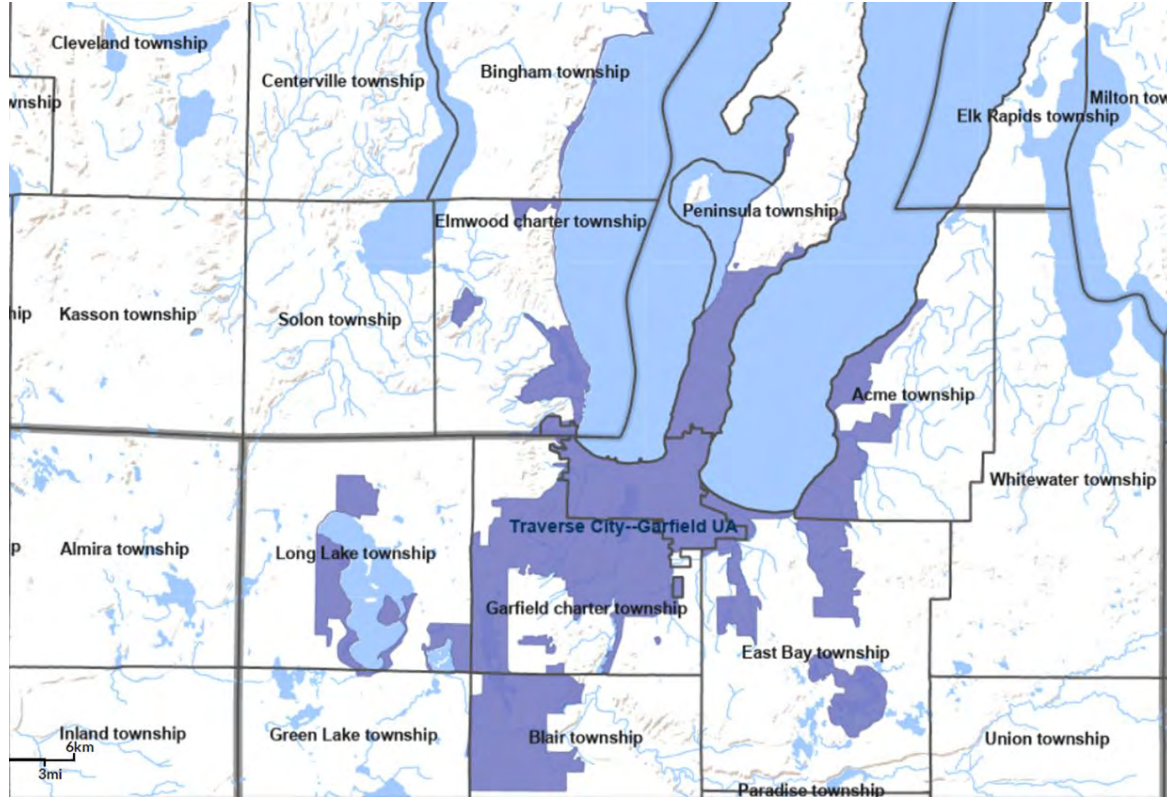 Cleveland township
Bingham township
Centerville township
Milton tow
wnship
Elk Rapids township
Peninsula township
Elmwood charter township
hip
Kasson township
Solon township
Acme township
Whitewater township
Traverse City--Garfield UA
p
Almira township
Long Lake township
Garfield charter township
East Bay township
Inland township
Green Lake township
Blair township
Union township
6km
3mi
Paradise township